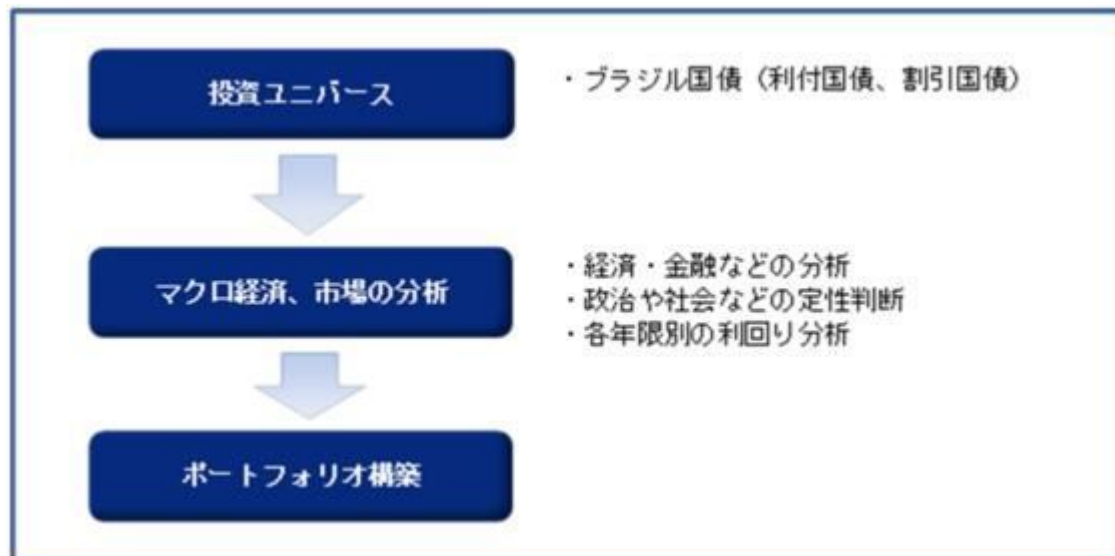 投資ユニバース
・ブラジル国債（利付国債、割引国債）
マクロ経済、市場の分析
・経済・金融などの分析
・政治や社会などの定性判断
・各年限別の利回り分析
ポートフォリオ構築